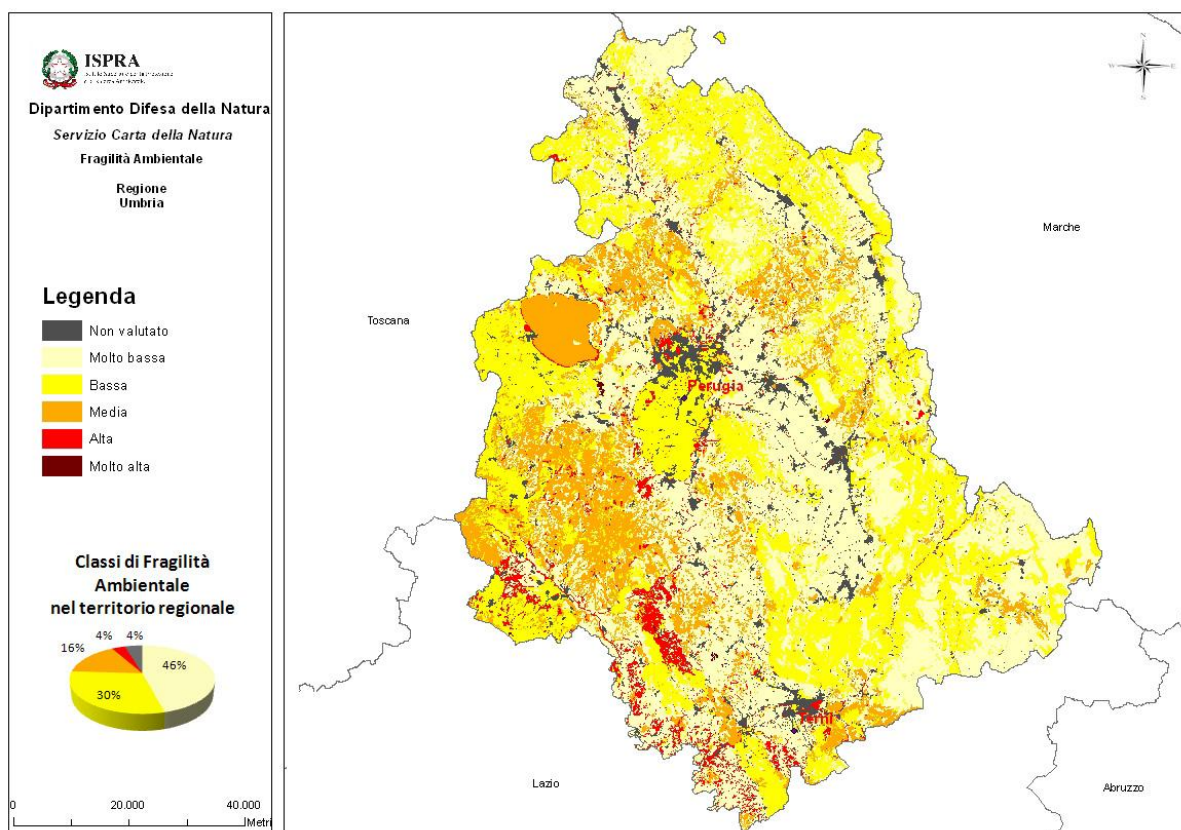 ISPRA
Dipartimento Difesa della Natura
Servizio Carta della Natura
Fragilità Ambientale
Regione
Umbria
Legenda
Non valutato
Molto bassa
Bassa
Media
Alta
Molto alta
Classi di Fragilità
Ambientale
nel territorio regionale
4% 4%
16%
46%
30%
0 20.000 40.000
Metri
N
W E
S
Marche
Toscana
Perugia
Terni
Lazio
Abruzzo